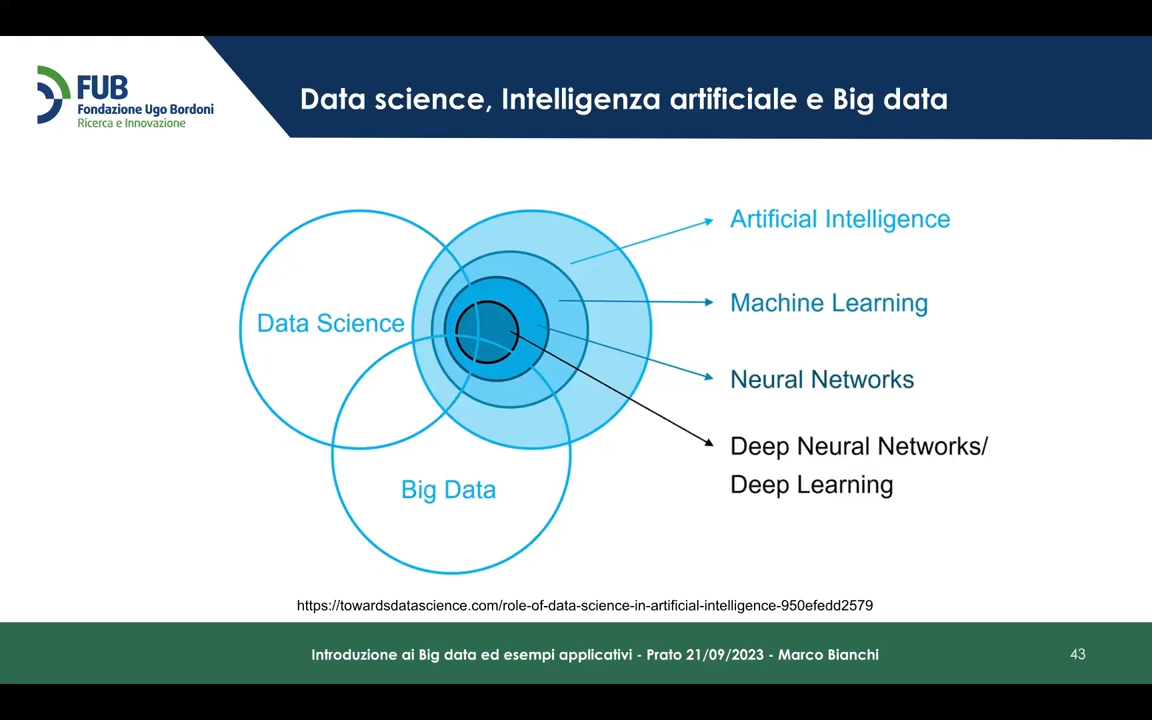 FUB
Fondazione Ugo Bordoni
Ricerca e Innovazione
Data science, Intelligenza artificiale e Big data
Artificial Intelligence
Machine Learning
Data Science
Neural Networks
Deep Neural Networks/
Deep Learning
Big Data
https://towardsdatascience.com/role-of-data-science-in-artificial-intelligence-950efedd2579
Introduzione ai Big data ed esempi applicativi - Prato 21/09/2023 - Marco Bianchi
43